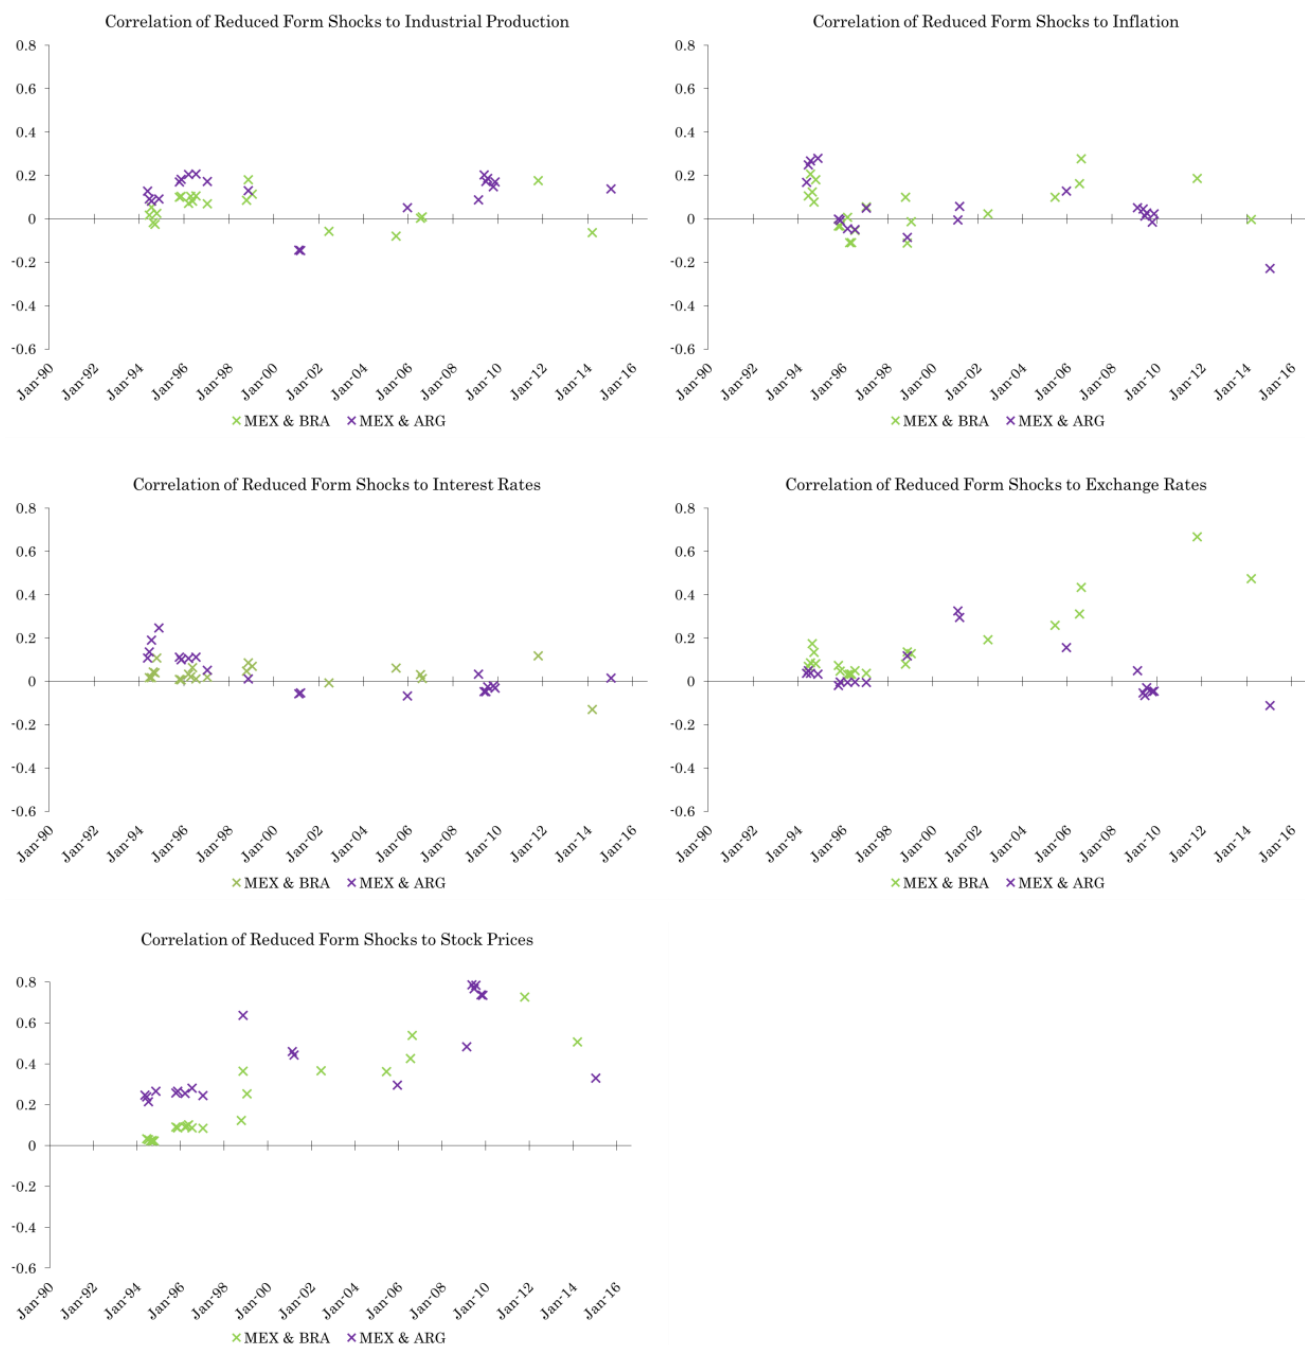 Correlation of Reduced Form Shocks to Industrial Production
0.8
0.6
0.4
0.2
0
-0.2
-0.4
-0.6
Jan-90 Jan-92 Jan-94 Jan-96 Jan-98 Jan-00 Jan-02 Jan-04 Jan-06 Jan-08 Jan-10 Jan-12 Jan-14 Jan-16
MEX & BRA MEX & ARG
Correlation of Reduced Form Shocks to Inflation
0.8
0.6
0.4
0.2
0
-0.2
-0.4
-0.6
Jan-90 Jan-92 Jan-94 Jan-96 Jan-98 Jan-00 Jan-02 Jan-04 Jan-06 Jan-08 Jan-10 Jan-12 Jan-14 Jan-16
MEX & BRA MEX & ARG
Correlation of Reduced Form Shocks to Interest Rates
0.8
0.6
0.4
0.2
0
-0.2
-0.4
-0.6
Jan-90 Jan-92 Jan-94 Jan-96 Jan-98 Jan-00 Jan-02 Jan-04 Jan-06 Jan-08 Jan-10 Jan-12 Jan-14 Jan-16
MEX & BRA MEX & ARG
Correlation of Reduced Form Shocks to Exchange Rates
0.8
0.6
0.4
0.2
0
-0.2
-0.4
-0.6
Jan-90 Jan-92 Jan-94 Jan-96 Jan-98 Jan-00 Jan-02 Jan-04 Jan-06 Jan-08 Jan-10 Jan-12 Jan-14 Jan-16
MEX & BRA MEX & ARG
Correlation of Reduced Form Shocks to Stock Prices
0.8
0.6
0.4
0.2
0
-0.2
-0.4
-0.6
Jan-90 Jan-92 Jan-94 Jan-96 Jan-98 Jan-00 Jan-02 Jan-04 Jan-06 Jan-08 Jan-10 Jan-12 Jan-14 Jan-16
MEX & BRA MEX & ARG